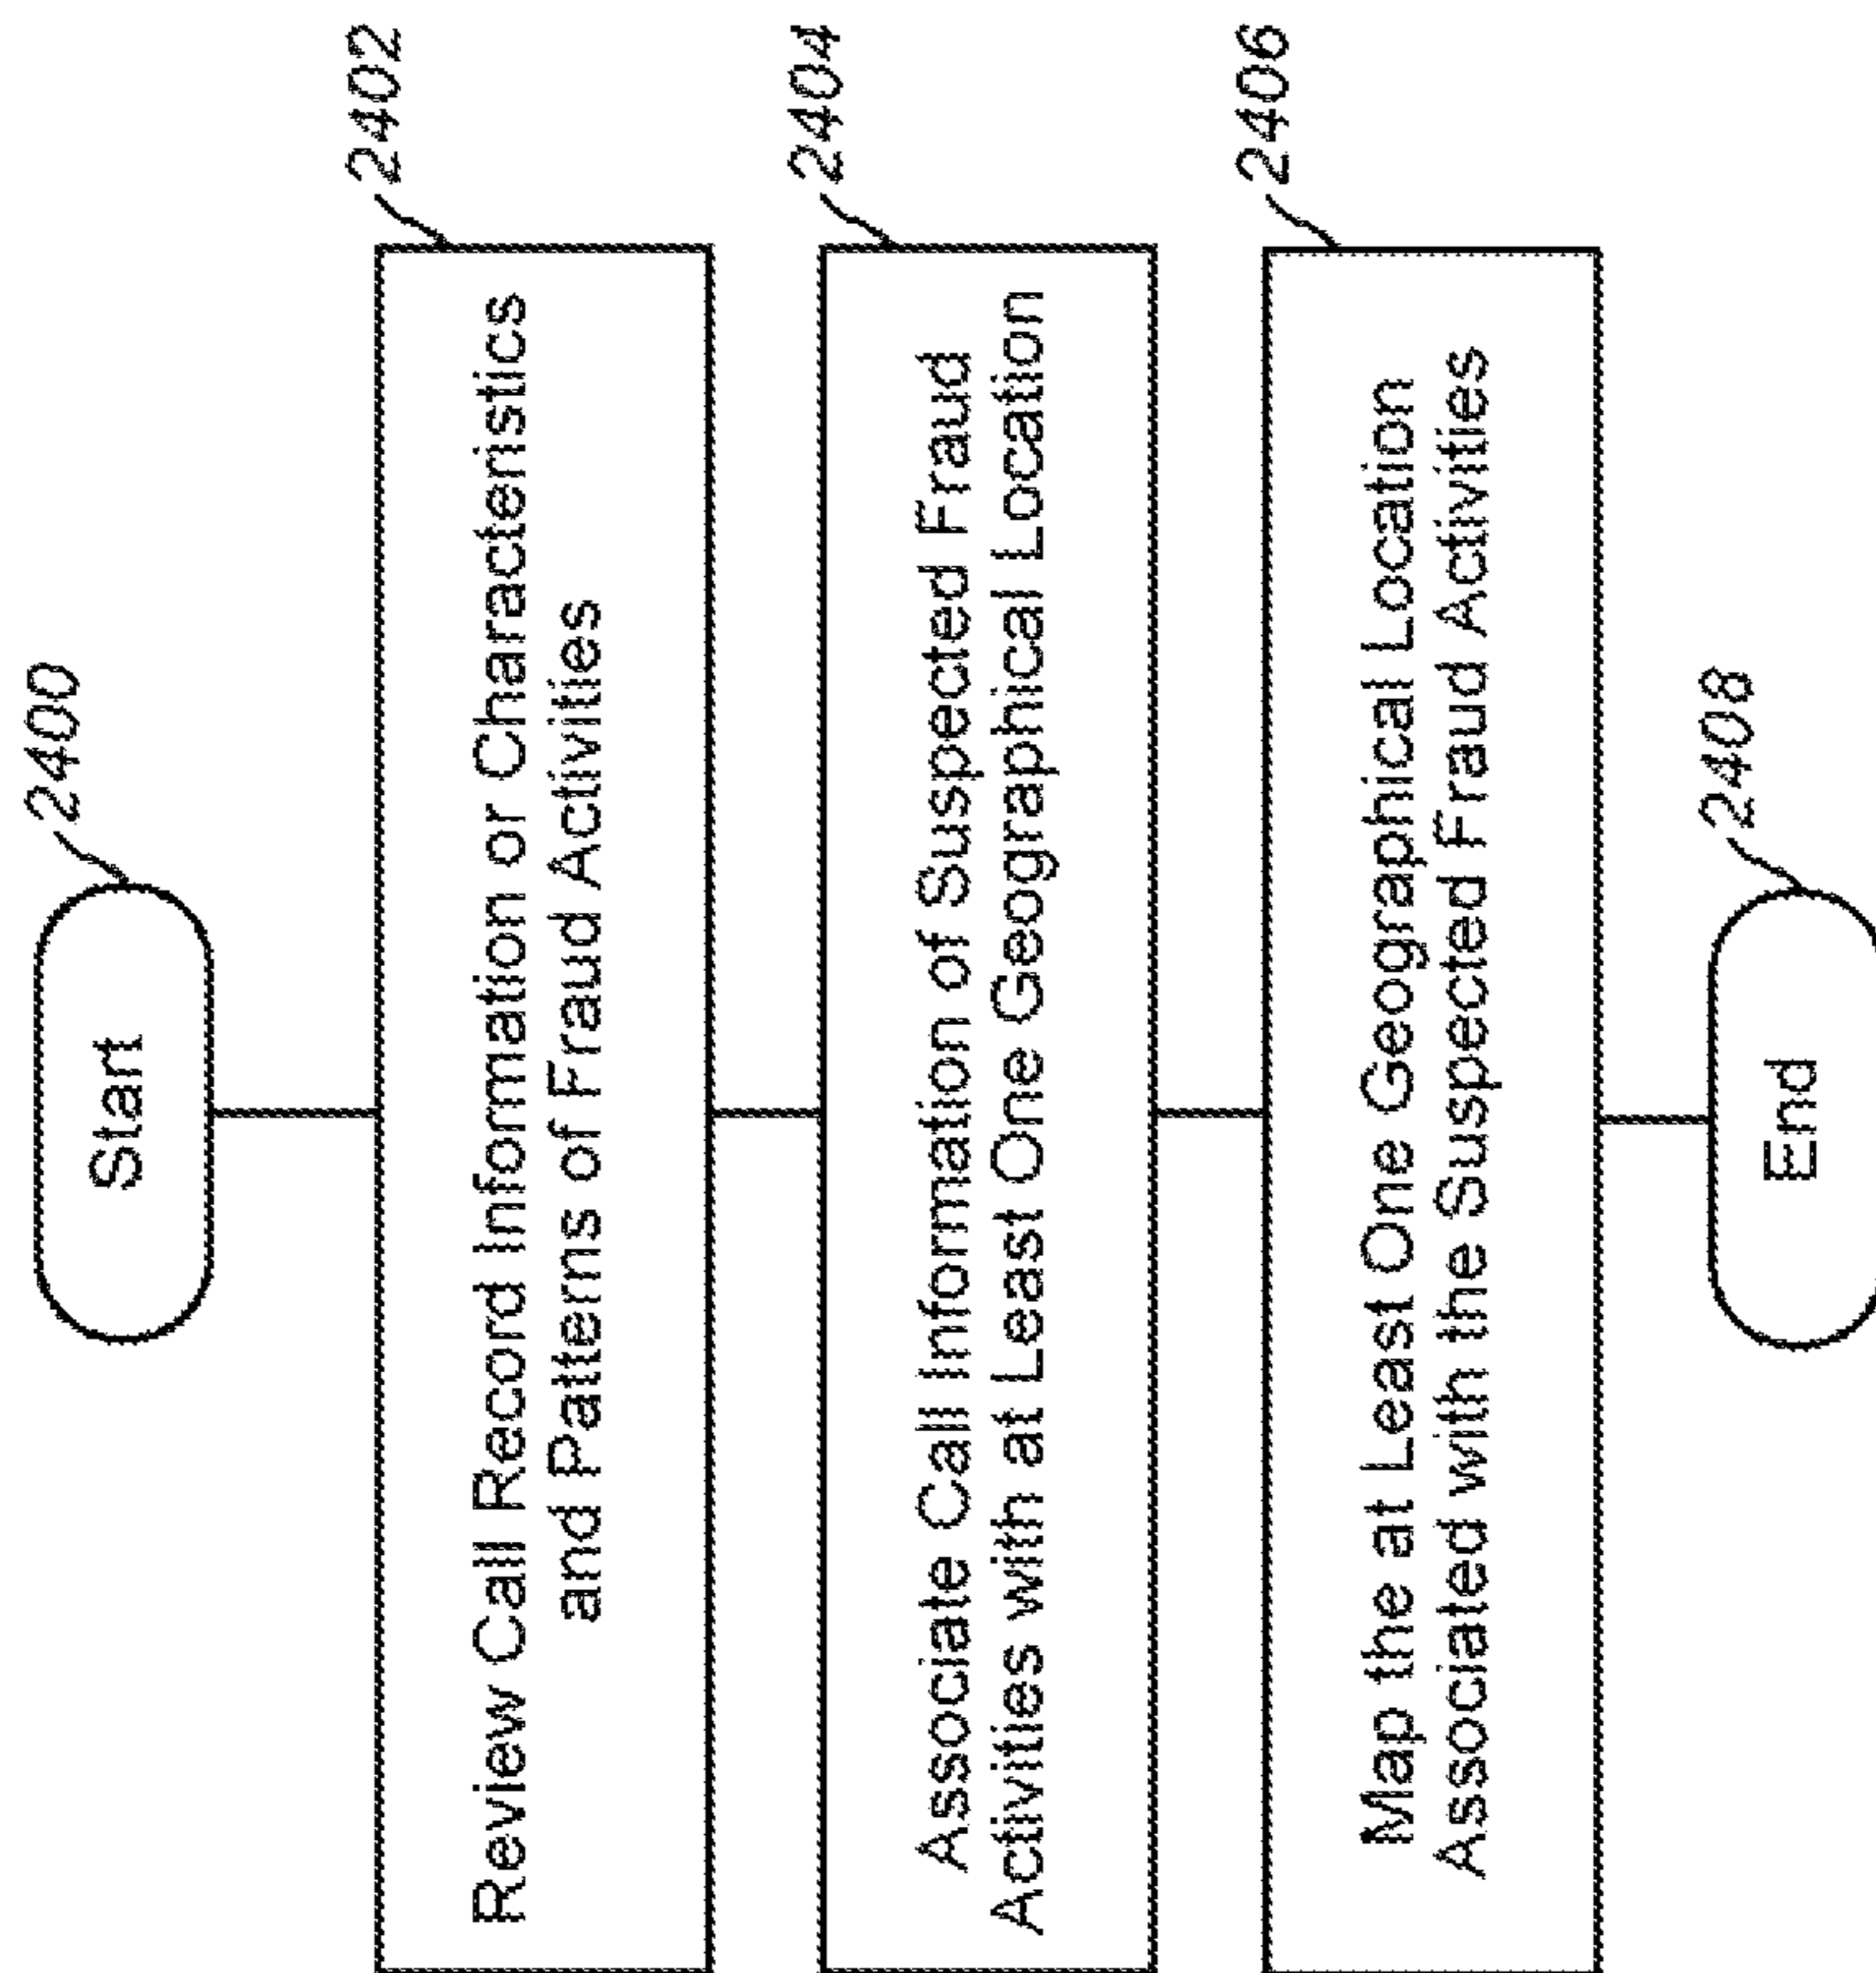 2400
Start
2402
Review Call Record Information or Characteristics
and Patterns of Fraud Activities
2404
Associate Call Information of Suspected Fraud
Activities with at Least One Geographical Location
2406
Map the at Least One Geographical Location
Associated with the Suspected Fraud Activities
2408
End